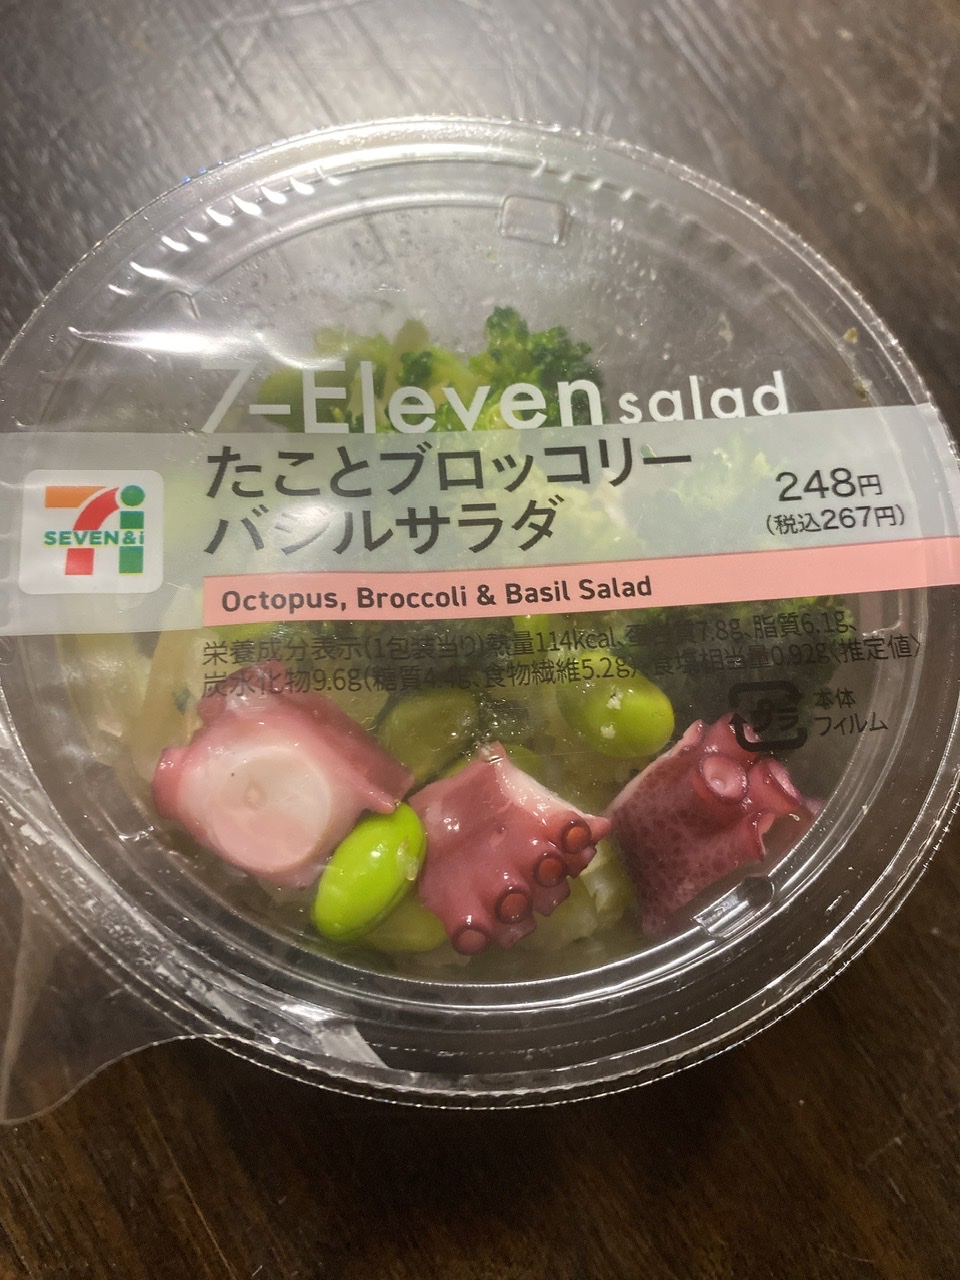 7-Eleven salad
たことブロッコリー
バジルサラダ
248円
(税込267円)
SEVEN&i
Octopus, Broccoli & Basil Salad
栄養成分表示(1包装当り)熱量114kcal、たんぱく質7.8g、脂質6.1g、
炭水化物9.6g(糖質4.4g、食物繊維5.2g)、食塩相当量0.92g(推定値)
プラ
本体
フィルム